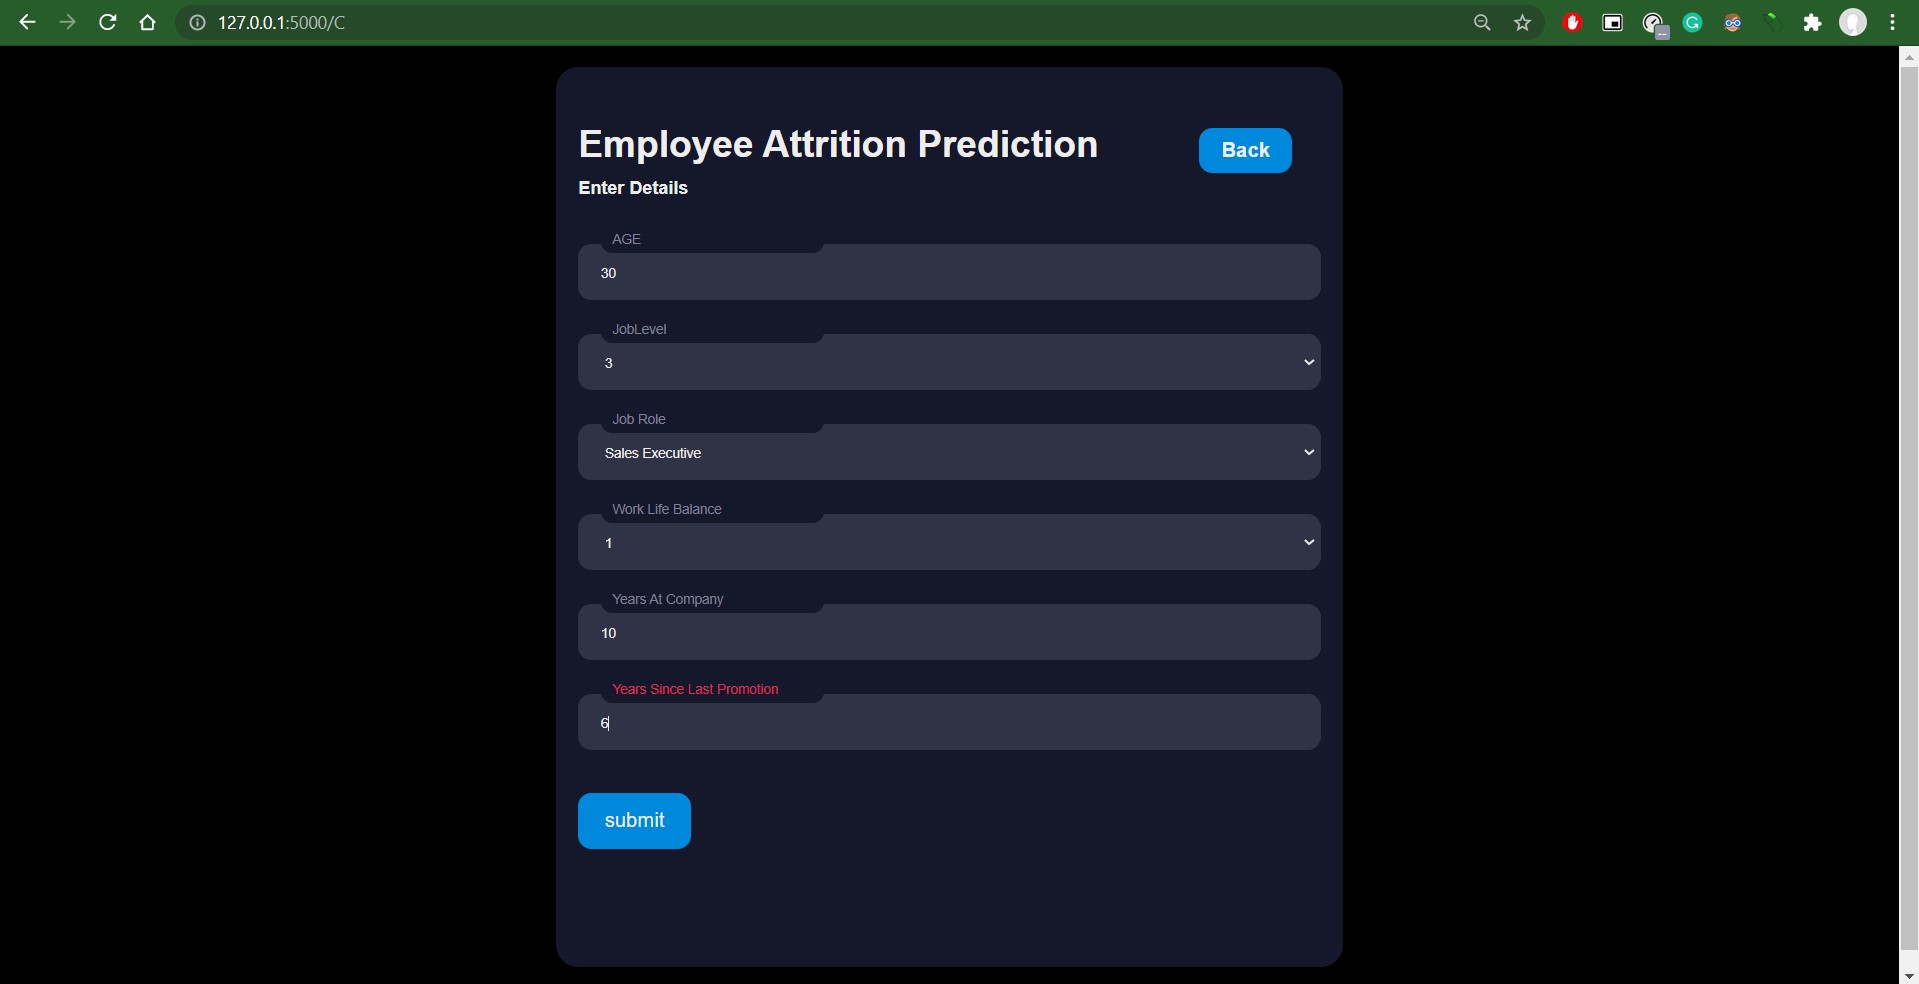 127.0.0.1:5000/C
Employee Attrition Prediction
Back
Enter Details
AGE
30
JobLevel
3
Job Role
Sales Executive
Work Life Balance
1
Years At Company
10
Years Since Last Promotion
6
submit